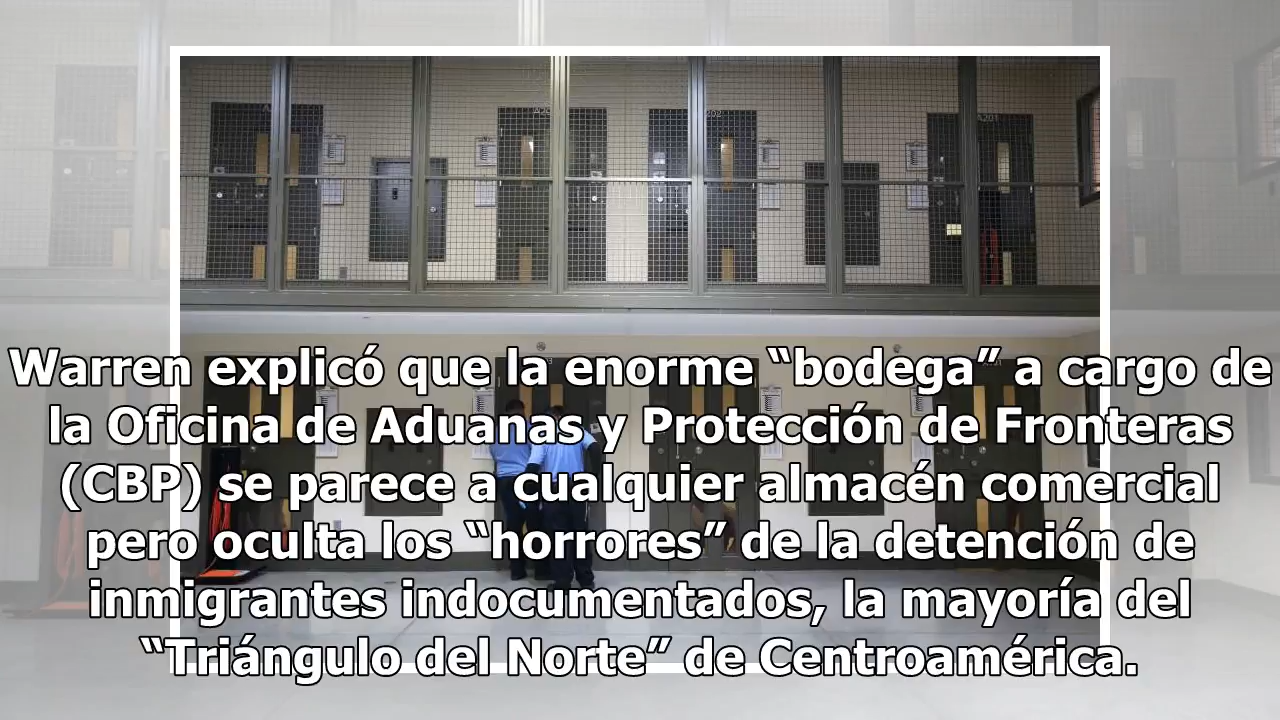 A201
Warren explicó que la enorme “bodega” a cargo de
la Oficina de Aduanas y Protección de Fronteras
(CBP) se parece a cualquier almacén comercial
pero oculta los “horrores” de la detención de
inmigrantes indocumentados, la mayoría del
“Triángulo del Norte” de Centroamérica.